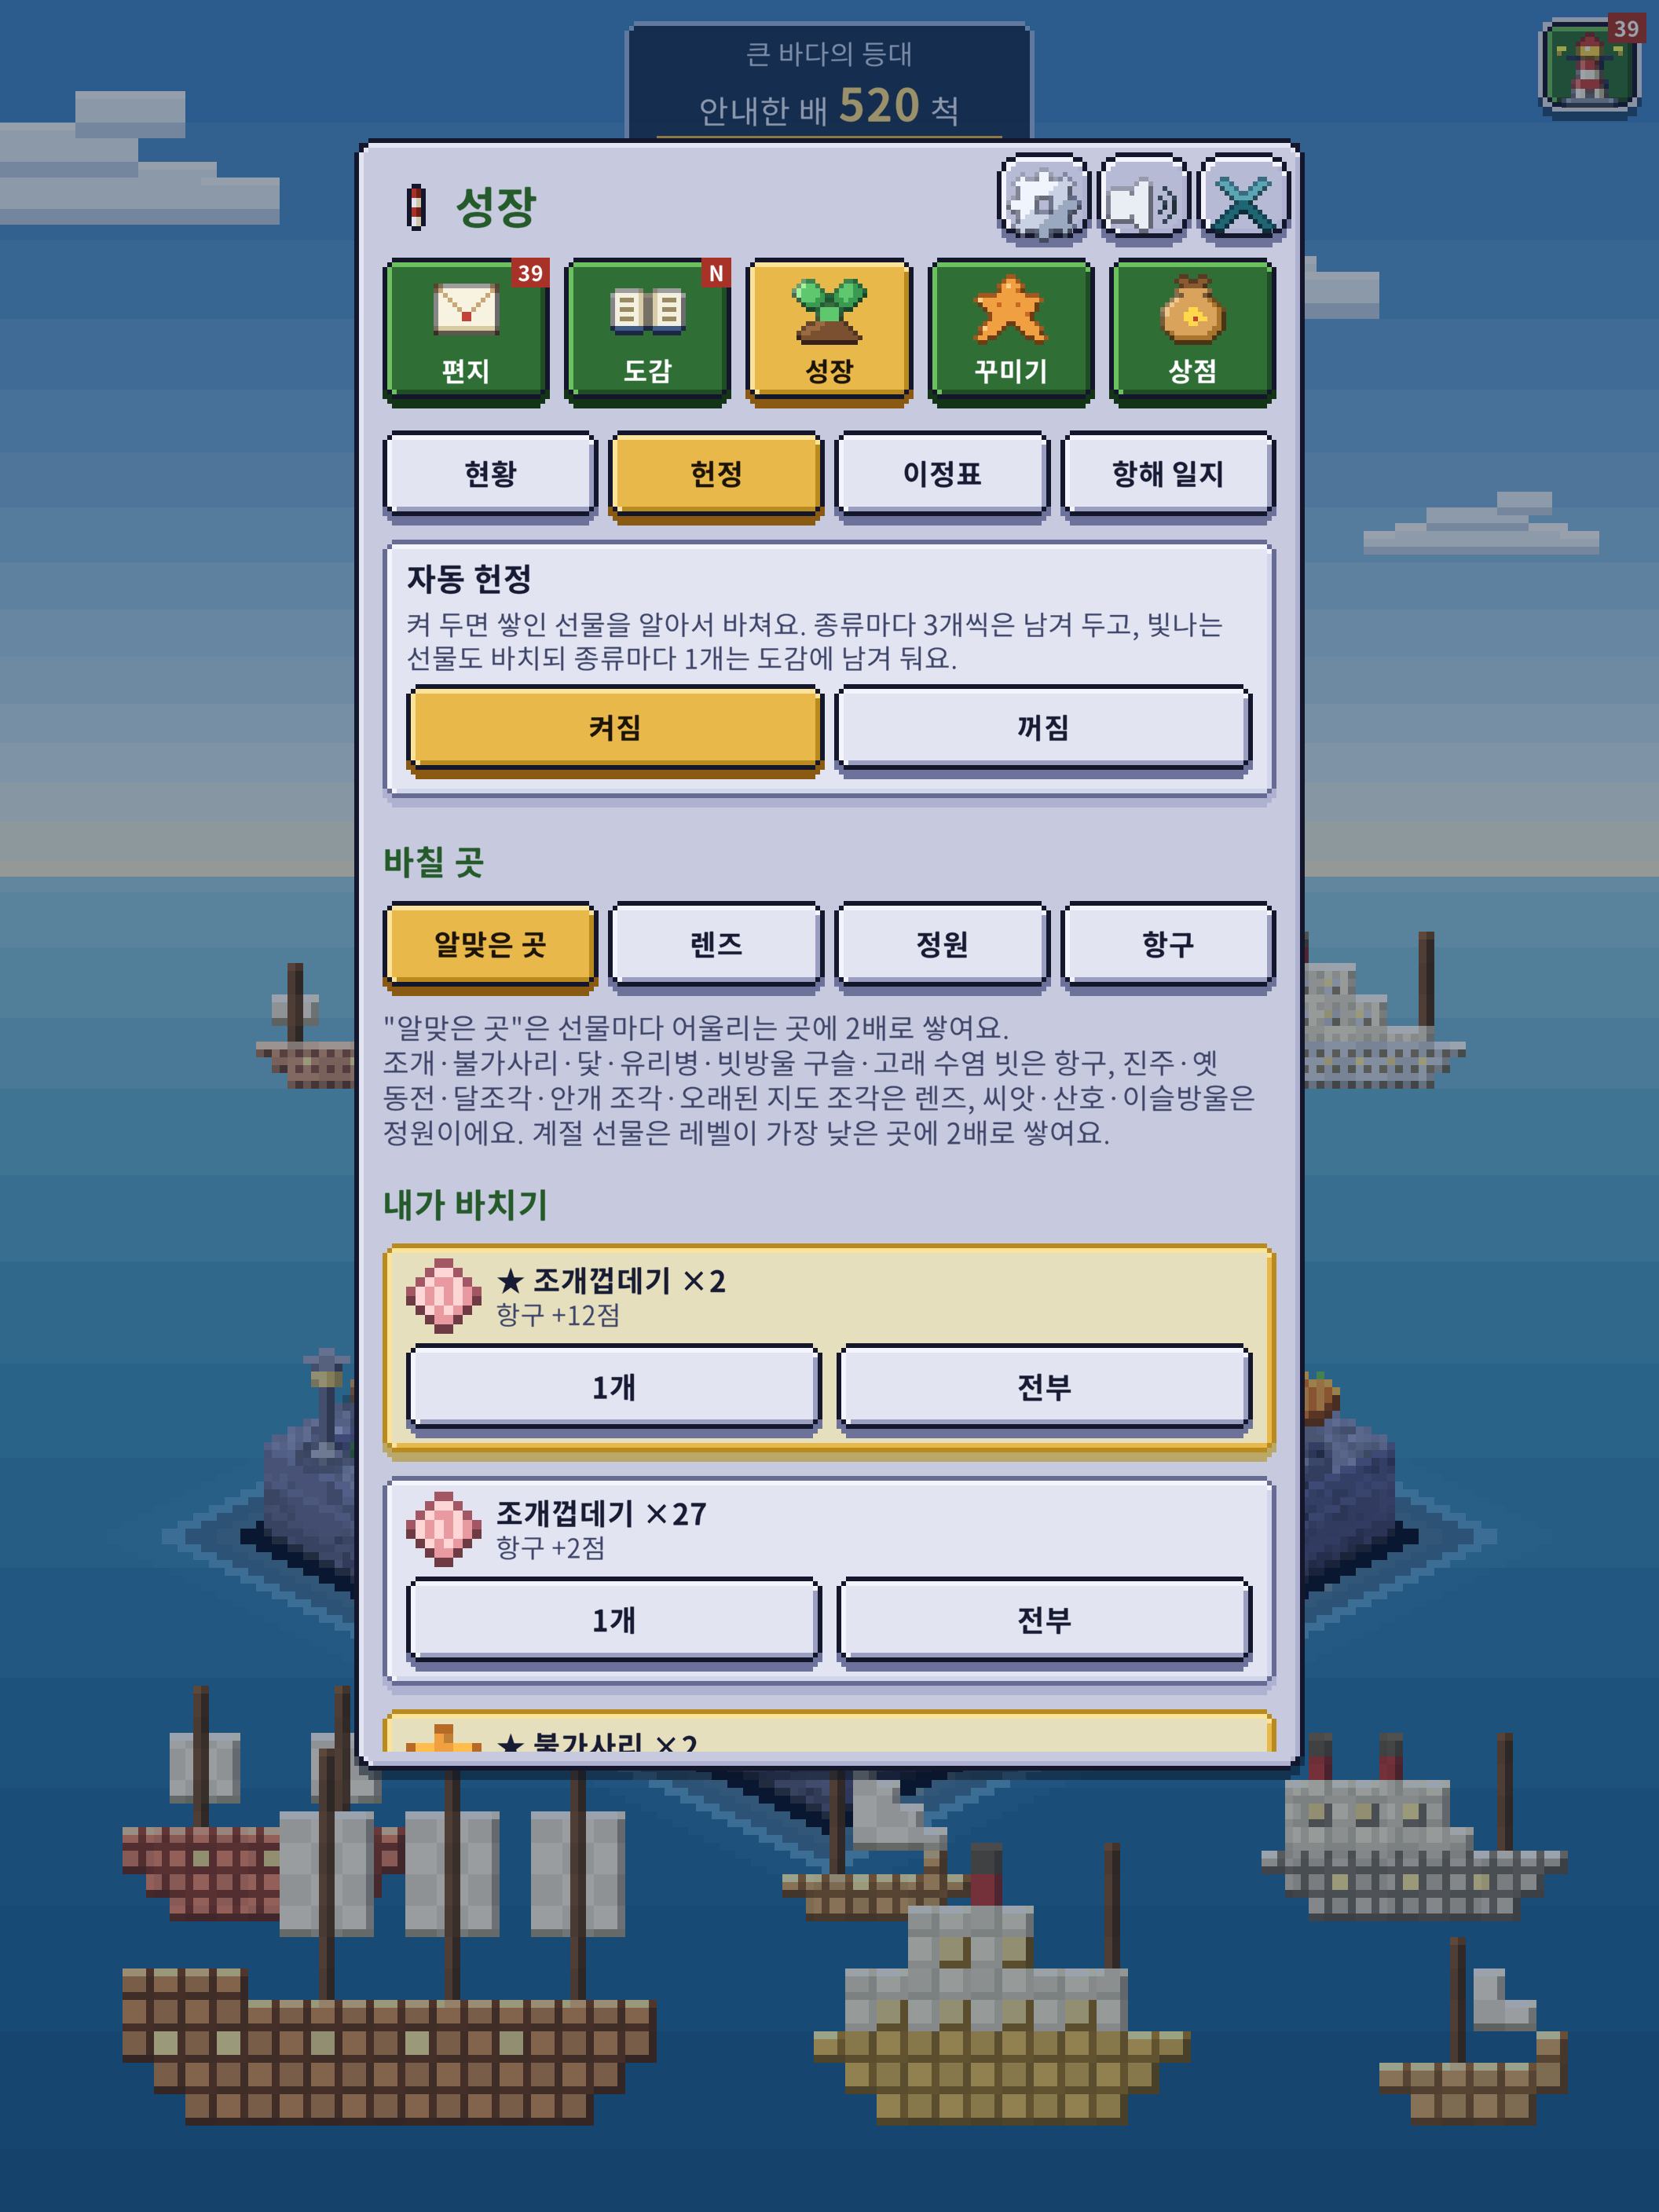 큰 바다의 등대
안내한 배 520 척
39
성장
39
N
편지
도감
성장
꾸미기
상점
현황
헌정
이정표
항해 일지
자동 헌정
켜 두면 쌓인 선물을 알아서 바쳐요. 종류마다 3개씩은 남겨 두고, 빛나는
선물도 바치되 종류마다 1개는 도감에 남겨 둬요.
켜짐
꺼짐
바칠 곳
알맞은 곳
렌즈
정원
항구
"알맞은 곳"은 선물마다 어울리는 곳에 2배로 쌓여요.
조개·불가사리·닻·유리병·빗방울 구슬·고래 수염 빗은 항구, 진주·옛
동전·달조각·안개 조각·오래된 지도 조각은 렌즈, 씨앗·산호·이슬방울은
정원이에요. 계절 선물은 레벨이 가장 낮은 곳에 2배로 쌓여요.
내가 바치기
★ 조개껍데기 ×2
항구 +12점
1개
전부
조개껍데기 ×27
항구 +2점
1개
전부
★ 불가사리 ×2